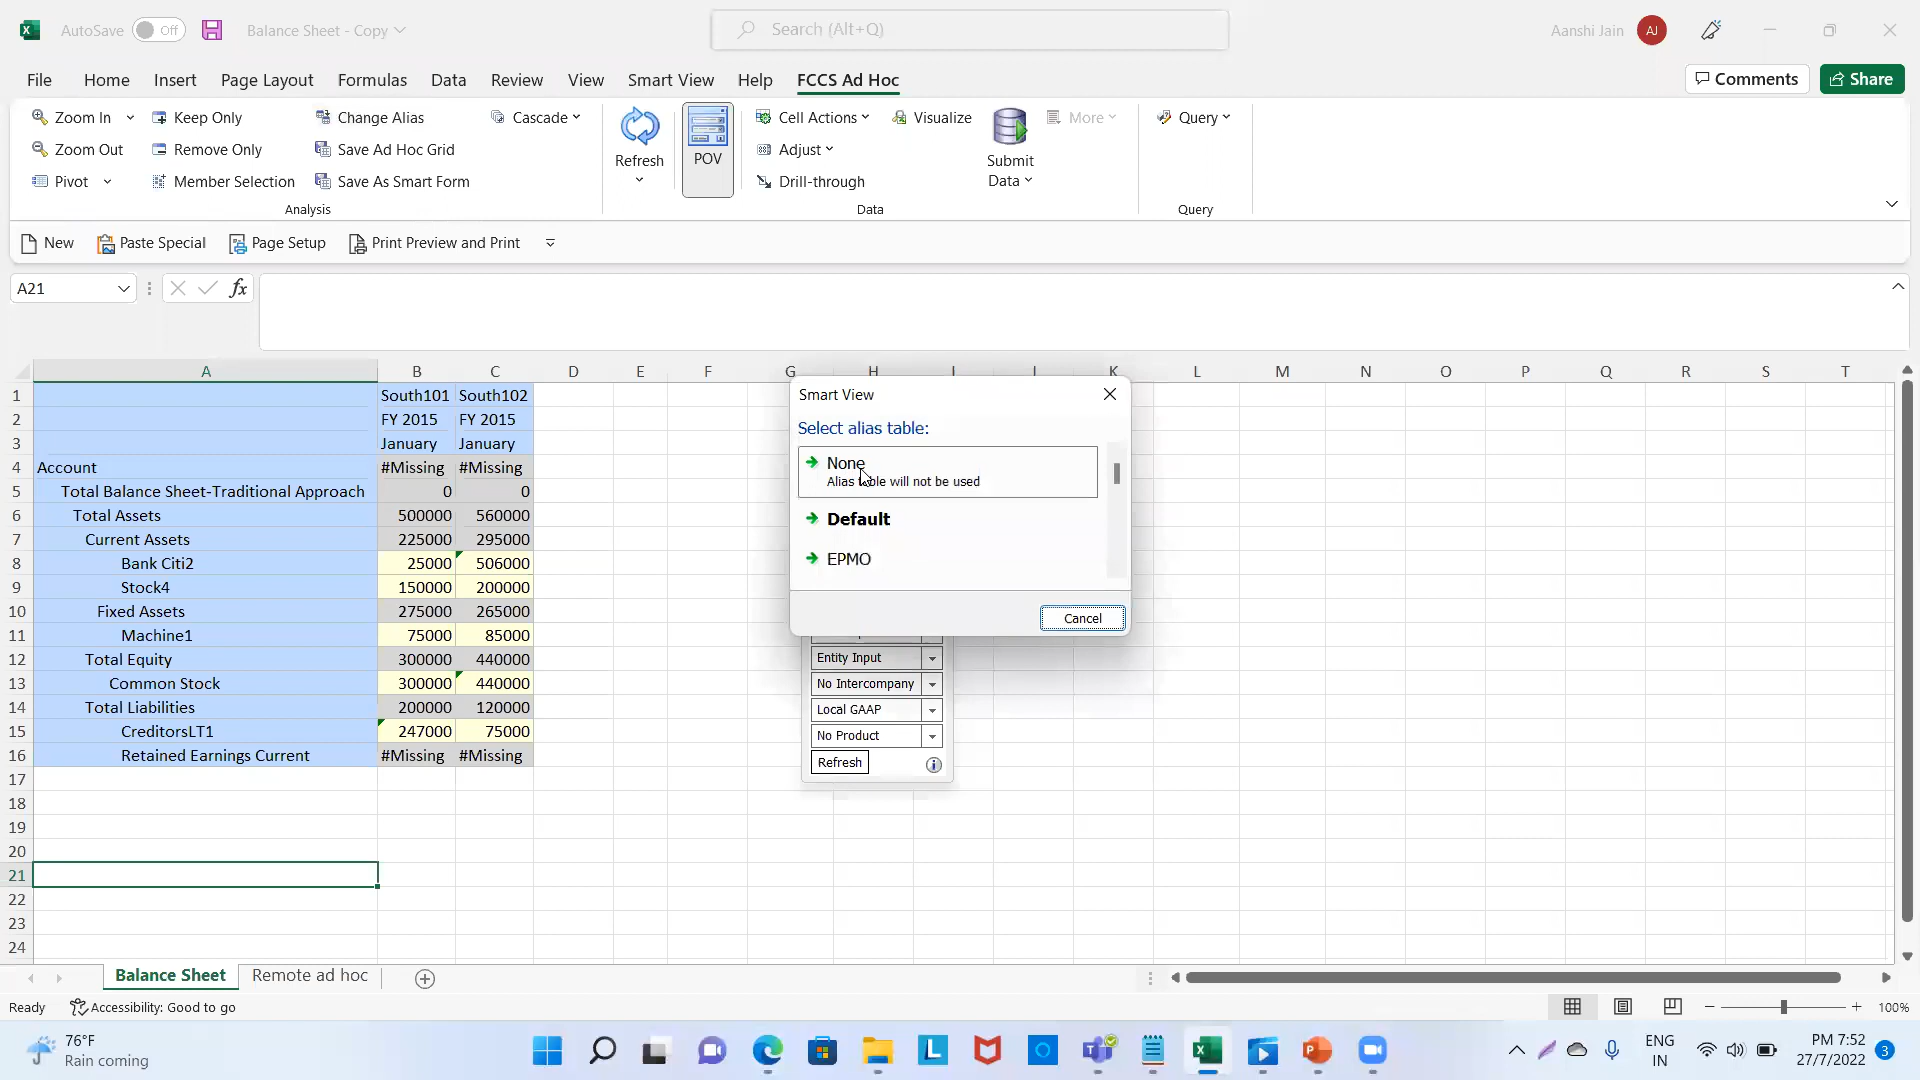 AutoSave Off Balance Sheet - Copy Search (Alt+Q) Aanshi Jain AJ
File Home Insert Page Layout Formulas Data Review View Smart View Help FCCS Ad Hoc Comments Share
Zoom In Keep Only Change Alias Cascade Cell Actions Visualize More Query
Zoom Out Remove Only Save Ad Hoc Grid Refresh POV Adjust Submit Data
Pivot Member Selection Save As Smart Form Drill-through
Analysis Data Query
New Paste Special Page Setup Print Preview and Print
A21 fx
A B C D E F G H I J K L M N O P Q R S T
1 South101 South102
2 FY 2015 FY 2015
3 January January
4 Account #Missing #Missing
5 Total Balance Sheet-Traditional Approach 0 0
6 Total Assets 500000 560000
7 Current Assets 225000 295000
8 Bank Citi2 25000 506000
9 Stock4 150000 200000
10 Fixed Assets 275000 265000
11 Machine1 75000 85000
12 Total Equity 300000 440000
13 Common Stock 300000 440000
14 Total Liabilities 200000 120000
15 CreditorsLT1 247000 75000
16 Retained Earnings Current #Missing #Missing
17
18
19
20
21
22
23
24
Smart View
Select alias table:
None
Alias table will not be used
Default
EPMO
Cancel
Entity Input
No Intercompany
Local GAAP
No Product
Refresh
Balance Sheet Remote ad hoc
Ready Accessibility: Good to go 100%
76°F
Rain coming
ENG
IN
PM 7:52
27/7/2022
3